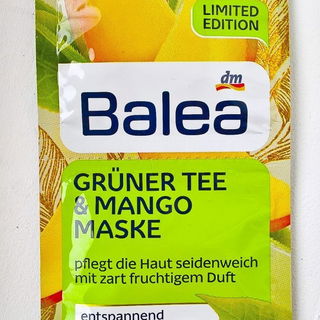 LIMITED
EDITION
dm
Balea
GRÜNER TEE
& MANGO
MASKE
pflegt die Haut seidenweich
mit zart fruchtigem Duft
entspannend